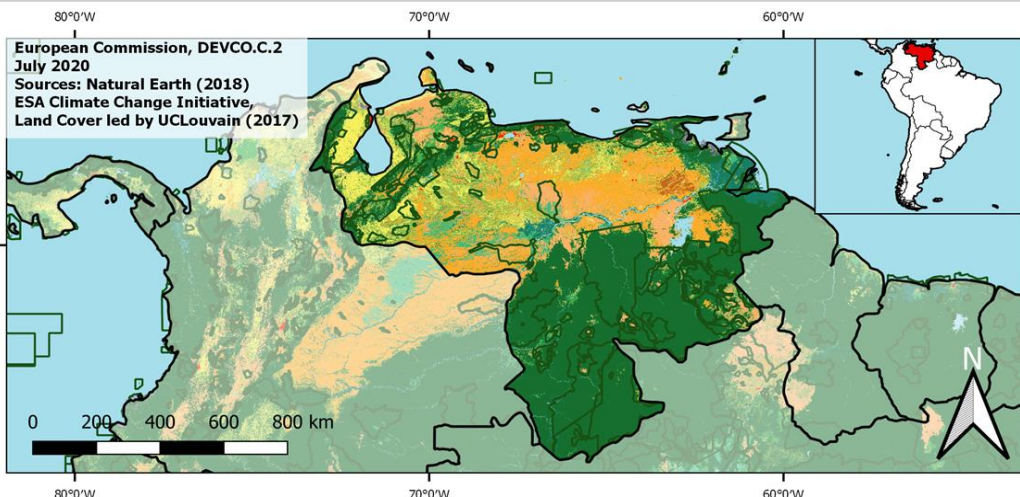 80°0'W 70°0'W 60°0'W
European Commission, DEVCO.C.2
July 2020
Sources: Natural Earth (2018)
ESA Climate Change Initiative,
Land Cover led by UCLouvain (2017)
N
0 200 400 600 800 km
80°0'W 70°0'W 60°0'W